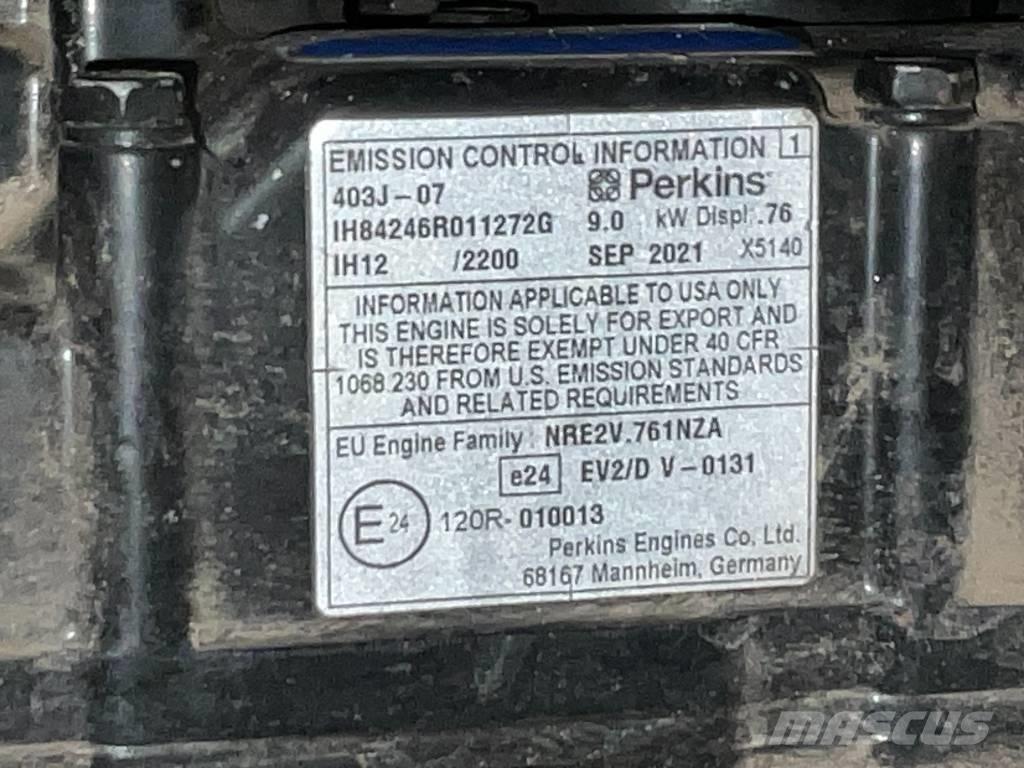 EMISSION CONTROL INFORMATION 1
403J-07 Perkins
IH84246R011272G 9.0 kW Displ .76
IH12 /2200 SEP 2021 X5140
INFORMATION APPLICABLE TO USA ONLY
THIS ENGINE IS SOLELY FOR EXPORT AND
IS THEREFORE EXEMPT UNDER 40 CFR
1068.230 FROM U.S. EMISSION STANDARDS
AND RELATED REQUIREMENTS
EU Engine Family : NRE2V.761NZA
e24 EV2/D V-0131
E24 120R-010013
Perkins Engines Co. Ltd.
68167 Mannheim, Germany
MASCUS